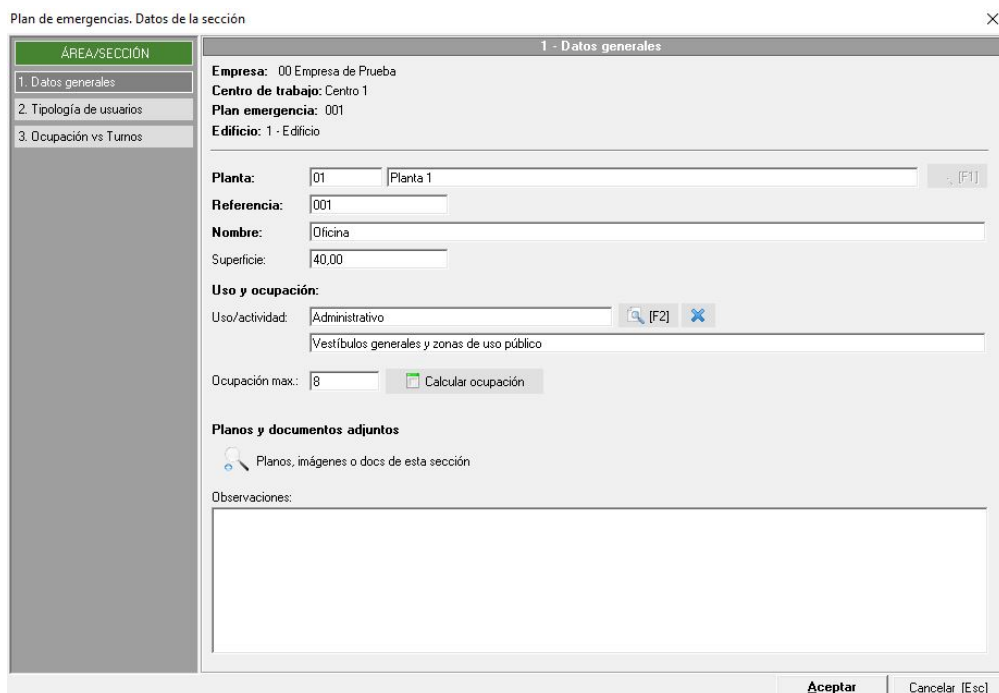 Plan de emergencias. Datos de la sección
ÁREA/SECCIÓN
1. Datos generales
2. Tipología de usuarios
3. Ocupación vs Turnos
1 - Datos generales
Empresa: 00 Empresa de Prueba
Centro de trabajo: Centro 1
Plan emergencia: 001
Edificio: 1 - Edificio
Planta: 01 Planta 1 [F1]
Referencia: 001
Nombre: Oficina
Superficie: 40,00
Uso y ocupación:
Uso/actividad: Administrativo [F2]
Vestíbulos generales y zonas de uso público
Ocupación max.: 8 Calcular ocupación
Planos y documentos adjuntos
Planos, imágenes o docs de esta sección
Observaciones:
Aceptar Cancelar [Esc]